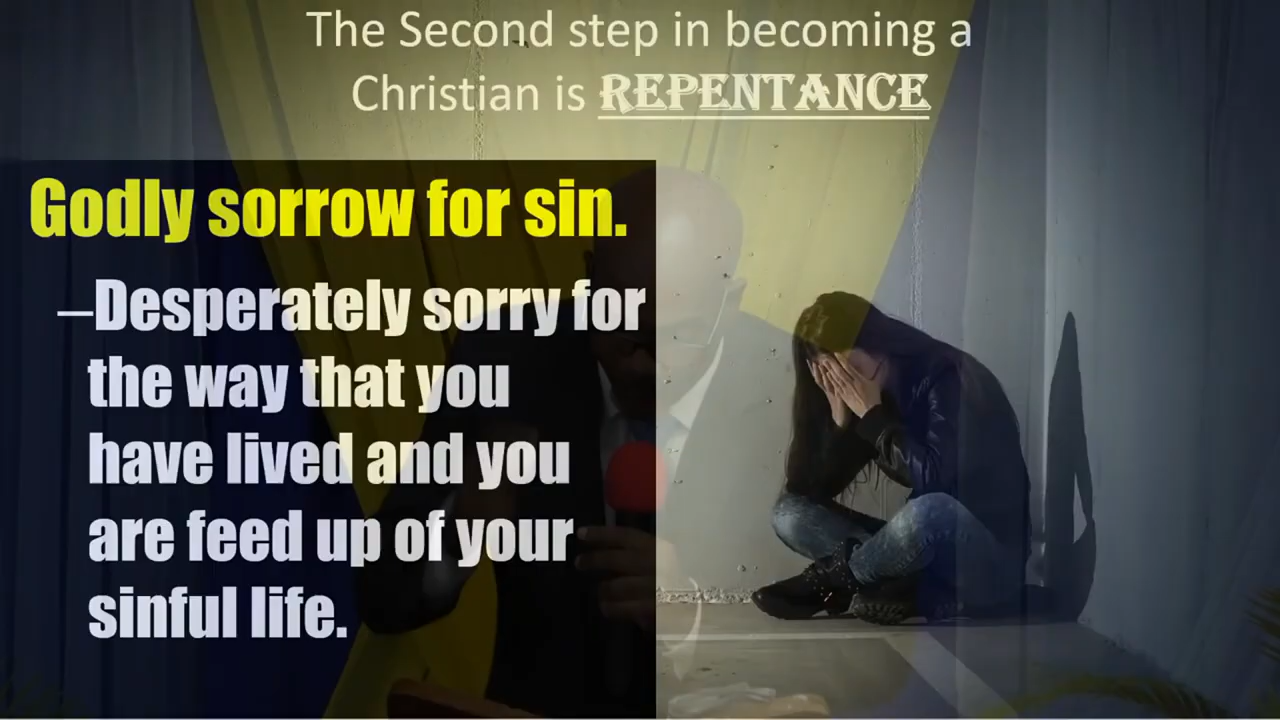 The Second step in becoming a
Christian is REPENTANCE
Godly sorrow for sin.
–Desperately sorry for
the way that you
have lived and you
are feed up of your
sinful life.